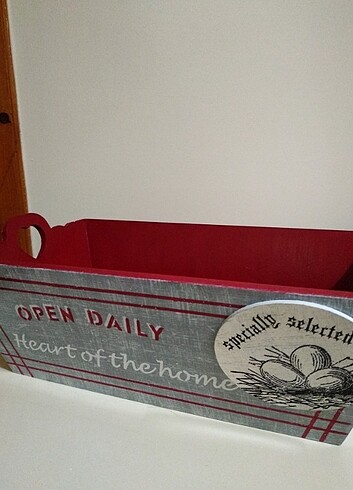 OPEN DAILY
Heart of the home
specially selected